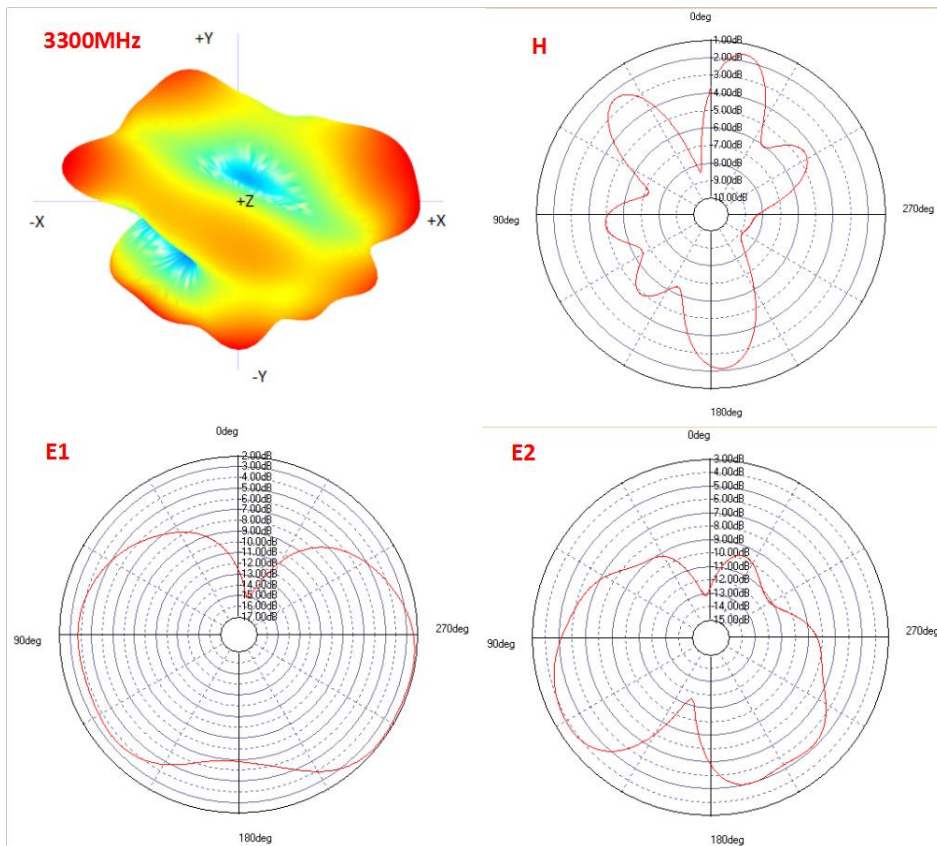 3300MHz
+Y
-X
+Z
+X
-Y
H
0deg
1.00dB
2.00dB
3.00dB
4.00dB
5.00dB
6.00dB
7.00dB
8.00dB
9.00dB
10.00dB
90deg
270deg
180deg
E1
0deg
2.00dB
3.00dB
4.00dB
5.00dB
6.00dB
7.00dB
8.00dB
9.00dB
10.00dB
11.00dB
12.00dB
13.00dB
14.00dB
15.00dB
16.00dB
17.00dB
90deg
270deg
180deg
E2
0deg
3.00dB
4.00dB
5.00dB
6.00dB
7.00dB
8.00dB
9.00dB
10.00dB
11.00dB
12.00dB
13.00dB
14.00dB
15.00dB
90deg
270deg
180deg